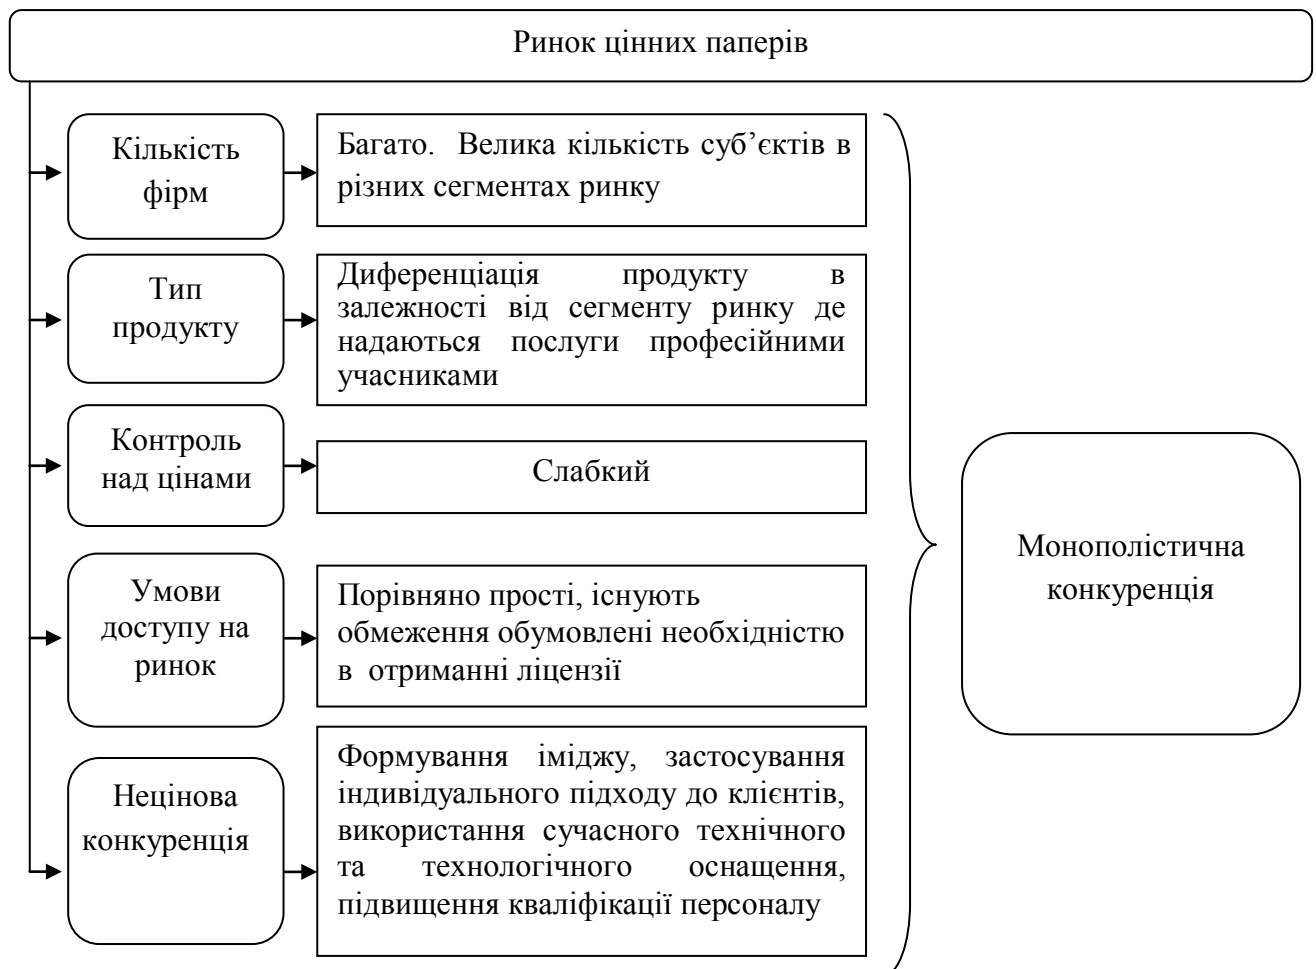 Ринок цінних паперів
Кількість
фірм
Багато. Велика кількість суб’єктів в
різних сегментах ринку
Тип
продукту
Диференціація продукту в
залежності від сегменту ринку де
надаються послуги професійними
учасниками
Контроль
над цінами
Слабкий
Умови
доступу на
ринок
Порівняно прості, існують
обмеження обумовлені необхідністю
в отриманні ліцензії
Нецінова
конкуренція
Формування іміджу, застосування
індивідуального підходу до клієнтів,
використання сучасного технічного
та технологічного оснащення,
підвищення кваліфікації персоналу
Монополістична
конкуренція